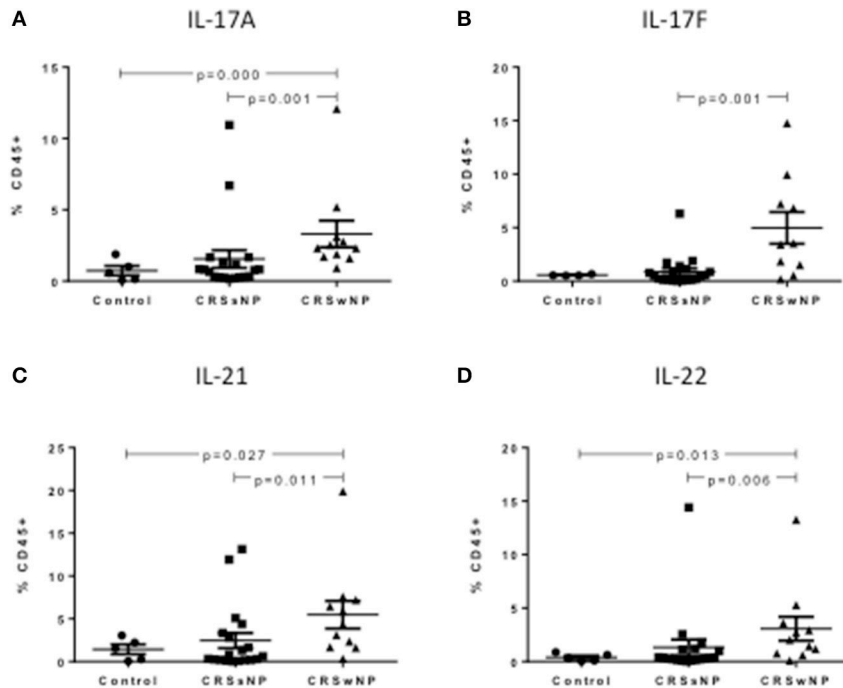 A
IL-17A
15
10
5
0
% CD45+
p=0.000
p=0.001
Control
CRSsNP
CRSwNP
B
IL-17F
20
15
10
5
0
% CD45+
p=0.001
Control
CRSsNP
CRSwNP
C
IL-21
25
20
15
10
5
0
% CD45+
p=0.027
p=0.011
Control
CRSsNP
CRSwNP
D
IL-22
20
15
10
5
0
% CD45+
p=0.013
p=0.006
Control
CRSsNP
CRSwNP